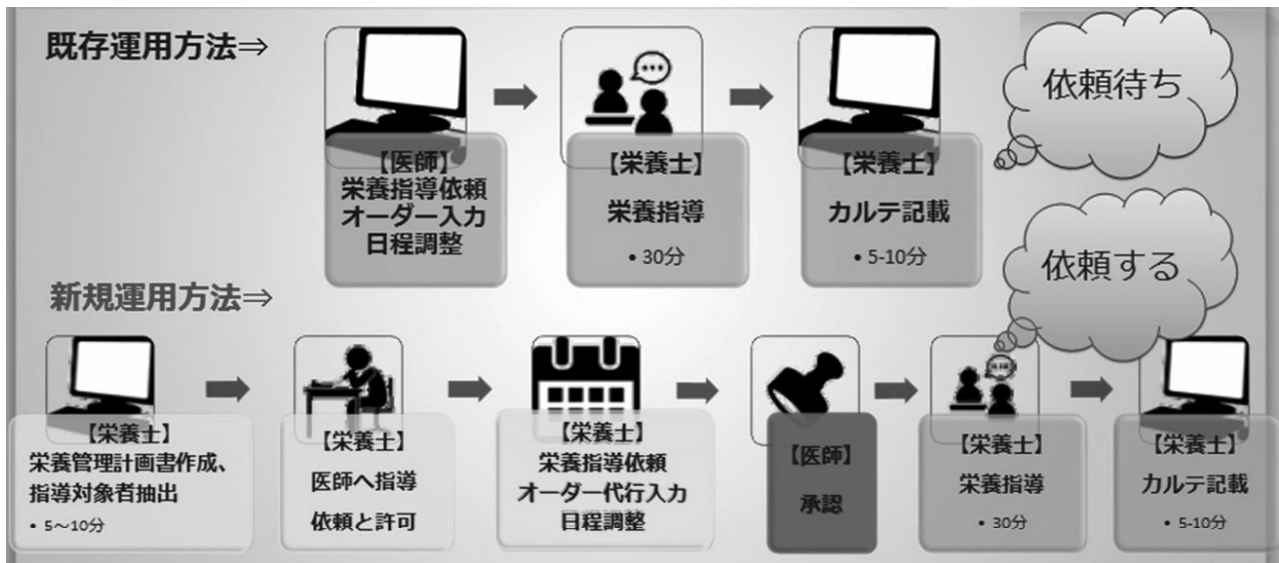 既存運用方法⇒
【医師】
栄養指導依頼
オーダー入力
日程調整
【栄養士】
栄養指導
• 30分
【栄養士】
カルテ記載
• 5-10分
依頼待ち
新規運用方法⇒
【栄養士】
栄養管理計画書作成、
指導対象者抽出
• 5~10分
【栄養士】
医師へ指導
依頼と許可
【栄養士】
栄養指導依頼
オーダー代行入力
日程調整
【医師】
承認
【栄養士】
栄養指導
• 30分
【栄養士】
カルテ記載
• 5-10分
依頼する